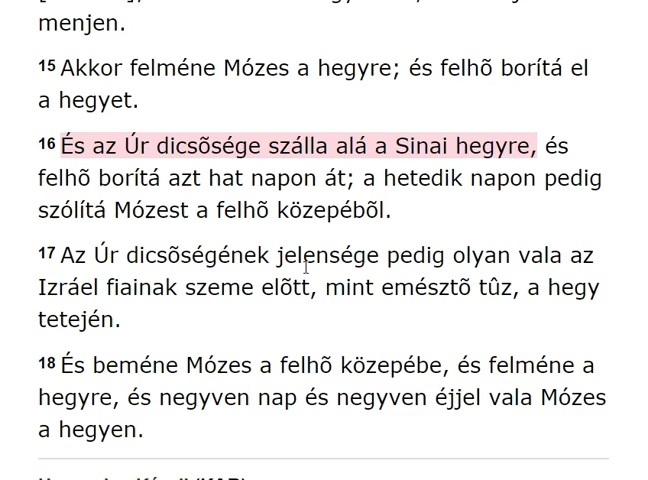 menjen.
15 Akkor felméne Mózes a hegyre; és felhõ borítá el
a hegyet.
16 És az Úr dicsõsége szálla alá a Sinai hegyre, és
felhõ borítá azt hat napon át; a hetedik napon pedig
szólítá Mózest a felhõ közepébõl.
17 Az Úr dicsõségének jelensége pedig olyan vala az
Izráel fiainak szeme elõtt, mint emésztõ tûz, a hegy
tetején.
18 És beméne Mózes a felhõ közepébe, és felméne a
hegyre, és negyven nap és negyven éjjel vala Mózes
a hegyen.